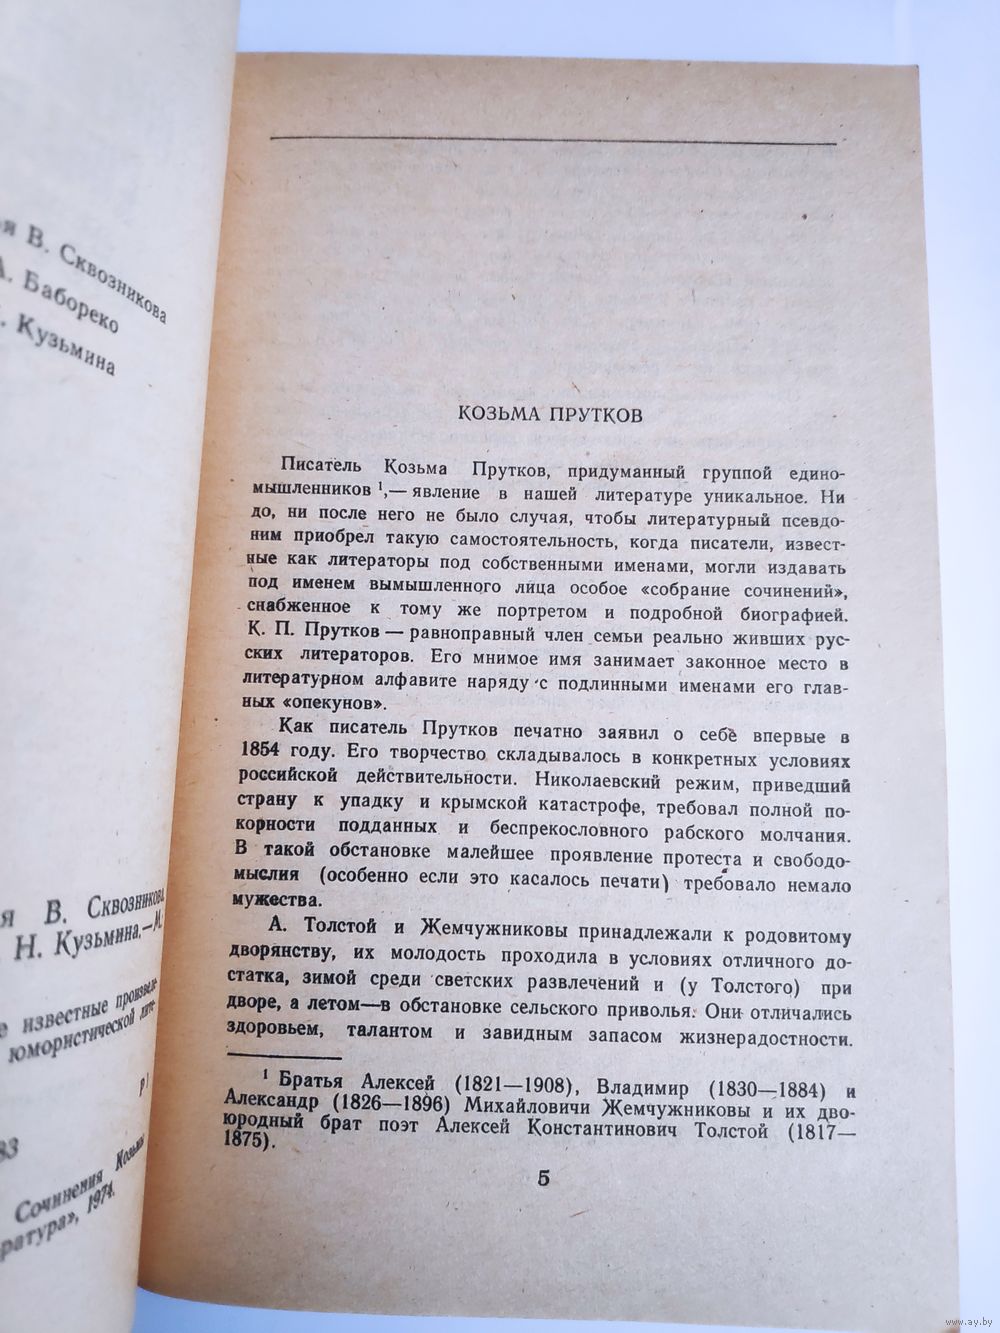 я В. Сквозникова
А. Бабореко
. Кузьмина
я В. Сквозникова
Н. Кузьмина.—М.
е известные произве-
юмористической лите-
83
Сочинения Козьмы
ратура», 1974.
КОЗЬМА ПРУТКОВ
Писатель Козьма Прутков, придуманный группой едино-
мышленников ¹,— явление в нашей литературе уникальное. Ни
до, ни после него не было случая, чтобы литературный псевдо-
ним приобрел такую самостоятельность, когда писатели, извест-
ные как литераторы под собственными именами, могли издавать
под именем вымышленного лица особое «собрание сочинений»,
снабженное к тому же портретом и подробной биографией.
К. П. Прутков — равноправный член семьи реально живших рус-
ских литераторов. Его мнимое имя занимает законное место в
литературном алфавите наряду с подлинными именами его глав-
ных «опекунов».
Как писатель Прутков печатно заявил о себе впервые в
1854 году. Его творчество складывалось в конкретных условиях
российской действительности. Николаевский режим, приведший
страну к упадку и крымской катастрофе, требовал полной по-
корности подданных и беспрекословного рабского молчания.
В такой обстановке малейшее проявление протеста и свободо-
мыслия (особенно если это касалось печати) требовало немало
мужества.
А. Толстой и Жемчужниковы принадлежали к родовитому
дворянству, их молодость проходила в условиях отличного до-
статка, зимой среди светских развлечений и (у Толстого) при
дворе, а летом—в обстановке сельского приволья. Они отличались
здоровьем, талантом и завидным запасом жизнерадостности.
¹ Братья Алексей (1821—1908), Владимир (1830—1884) и
Александр (1826—1896) Михайловичи Жемчужниковы и их дво-
юродный брат поэт Алексей Константинович Толстой (1817—
1875).
5
www.ay.by